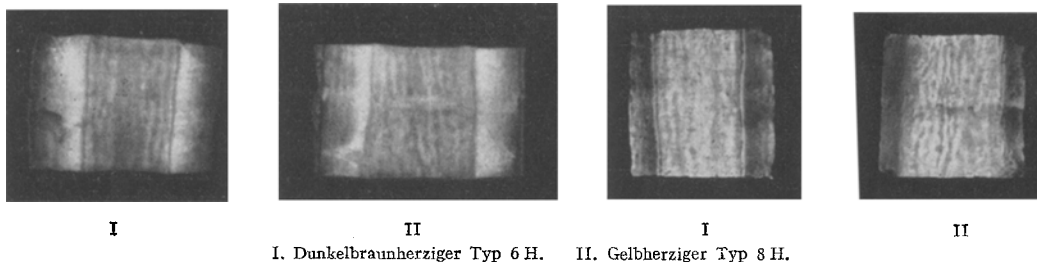 I II I II
I. Dunkelbraunherziger Typ 6 H. II. Gelbherziger Typ 8 H.